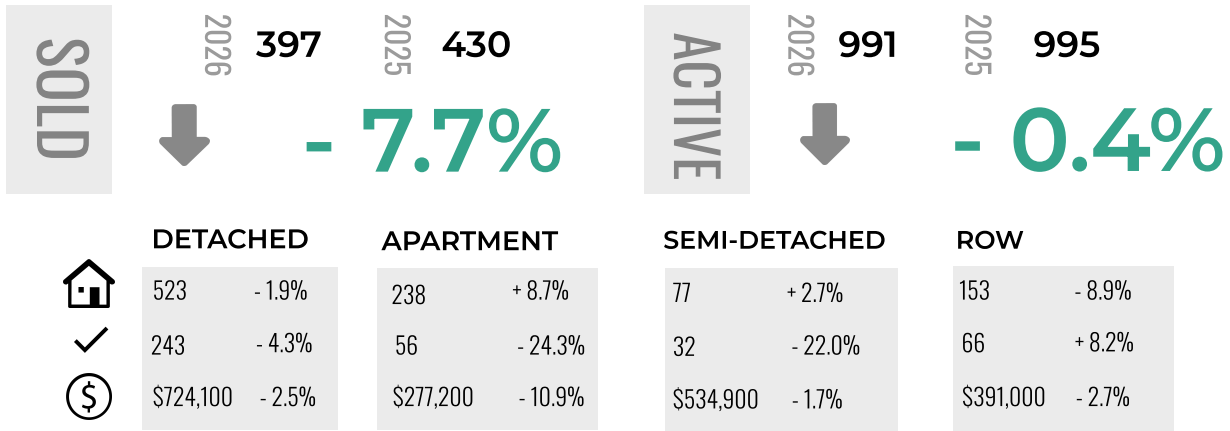 SOLD
2026 397 2025 430
- 7.7%
ACTIVE
2026 991 2025 995
- 0.4%
DETACHED
523 - 1.9%
243 - 4.3%
$724,100 - 2.5%
APARTMENT
238 + 8.7%
56 - 24.3%
$277,200 - 10.9%
SEMI-DETACHED
77 + 2.7%
32 - 22.0%
$534,900 - 1.7%
ROW
153 - 8.9%
66 + 8.2%
$391,000 - 2.7%
$